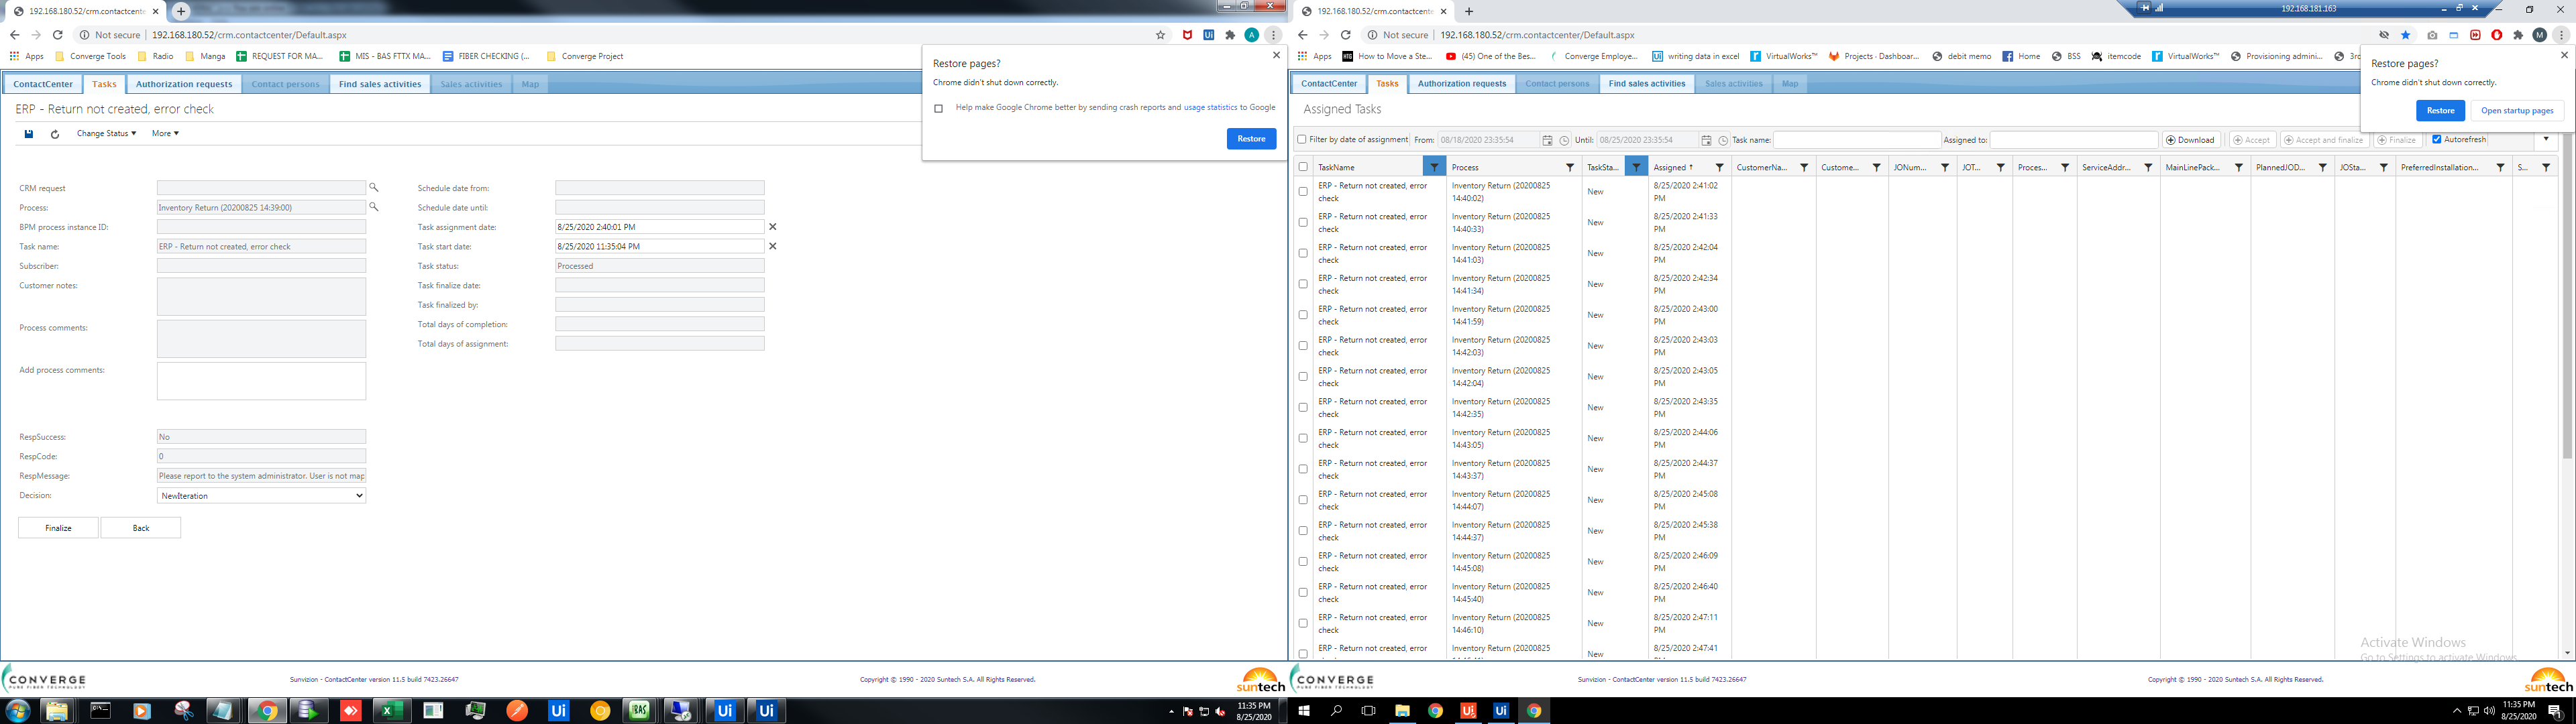 192.168.180.52/crm.contactcente
Not secure | 192.168.180.52/crm.contactcenter/Default.aspx
Apps Converge Tools Radio Manga REQUEST FOR MA... MIS - BAS FTTX MA... FIBER CHECKING (... Converge Project
ContactCenter Tasks Authorization requests Contact persons Find sales activities Sales activities Map
ERP - Return not created, error check
Change Status More
Restore pages?
Chrome didn't shut down correctly.
Help make Google Chrome better by sending crash reports and usage statistics to Google
Restore
CRM request
Process: Inventory Return (20200825 14:39:00)
BPM process instance ID:
Task name: ERP - Return not created, error check
Subscriber:
Customer notes:
Process comments:
Add process comments:
Schedule date from:
Schedule date until:
Task assignment date: 8/25/2020 2:40:01 PM
Task start date: 8/25/2020 11:35:04 PM
Task status: Processed
Task finalize date:
Task finalized by:
Total days of completion:
Total days of assignment:
RespSuccess: No
RespCode: 0
RespMessage: Please report to the system administrator. User is not map
Decision: NewIteration
Finalize Back
CONVERGE
PURE FIBER TECHNOLOGY
Sunvizion - ContactCenter version 11.5 build 7423.26647
Copyright © 1990 - 2020 Suntech S.A. All Rights Reserved.
suntech
11:35 PM
8/25/2020
192.168.180.52/crm.contactcente
192.168.181.163
Not secure | 192.168.180.52/crm.contactcenter/Default.aspx
Apps How to Move a Ste... (45) One of the Bes... Converge Employe... writing data in excel VirtualWorks™ Projects - Dashboar... debit memo Home BSS itemcode VirtualWorks™ Provisioning admini...
ContactCenter Tasks Authorization requests Contact persons Find sales activities Sales activities Map
Restore pages?
Chrome didn't shut down correctly.
Restore Open startup pages
Assigned Tasks
Filter by date of assignment From: 08/18/2020 23:35:54 Until: 08/25/2020 23:35:54 Task name: Assigned to: Download Accept Accept and finalize Finalize Autorefresh
TaskName Process TaskSta... Assigned ↑ CustomerNa... Custome... JONum... JOT... Proces... ServiceAddr... MainLinePack... PlannedJOD... JOSta... PreferredInstallation... S...
ERP - Return not created, error Inventory Return (20200825 New 8/25/2020 2:41:02
check 14:40:02) PM
ERP - Return not created, error Inventory Return (20200825 New 8/25/2020 2:41:33
check 14:40:33) PM
ERP - Return not created, error Inventory Return (20200825 New 8/25/2020 2:42:04
check 14:41:03) PM
ERP - Return not created, error Inventory Return (20200825 New 8/25/2020 2:42:34
check 14:41:34) PM
ERP - Return not created, error Inventory Return (20200825 New 8/25/2020 2:43:00
check 14:41:59) PM
ERP - Return not created, error Inventory Return (20200825 New 8/25/2020 2:43:03
check 14:42:03) PM
ERP - Return not created, error Inventory Return (20200825 New 8/25/2020 2:43:05
check 14:42:04) PM
ERP - Return not created, error Inventory Return (20200825 New 8/25/2020 2:43:35
check 14:42:35) PM
ERP - Return not created, error Inventory Return (20200825 New 8/25/2020 2:44:06
check 14:43:05) PM
ERP - Return not created, error Inventory Return (20200825 New 8/25/2020 2:44:37
check 14:43:37) PM
ERP - Return not created, error Inventory Return (20200825 New 8/25/2020 2:45:08
check 14:44:07) PM
ERP - Return not created, error Inventory Return (20200825 New 8/25/2020 2:45:38
check 14:44:37) PM
ERP - Return not created, error Inventory Return (20200825 New 8/25/2020 2:46:09
check 14:45:08) PM
ERP - Return not created, error Inventory Return (20200825 New 8/25/2020 2:46:40
check 14:45:40) PM
ERP - Return not created, error Inventory Return (20200825 New 8/25/2020 2:47:11
check 14:46:10) PM
ERP - Return not created, error Inventory Return (20200825 New 8/25/2020 2:47:41
Activate Windows
Go to Settings to activate Windows.
CONVERGE
PURE FIBER TECHNOLOGY
Sunvizion - ContactCenter version 11.5 build 7423.26647
Copyright © 1990 - 2020 Suntech S.A. All Rights Reserved.
suntech
11:35 PM
8/25/2020